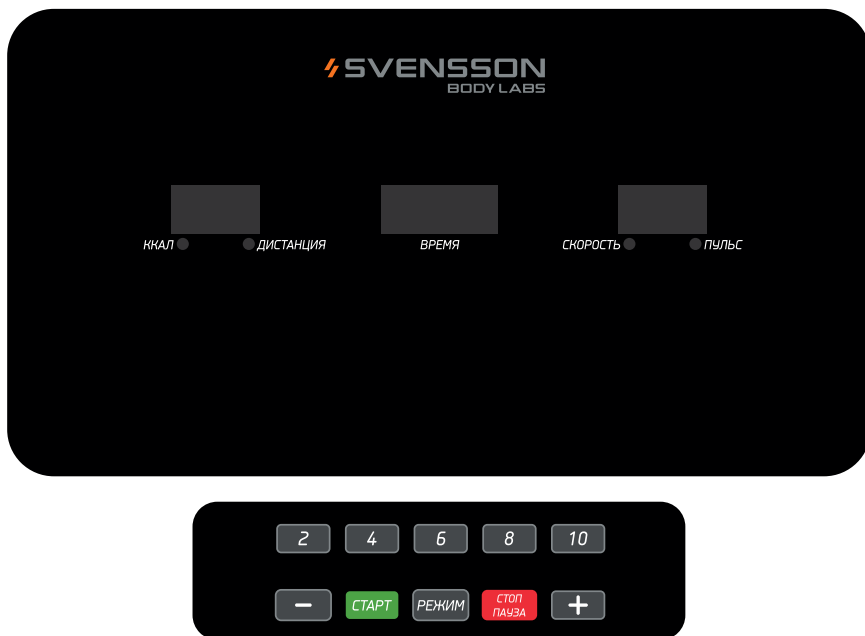 SVENSSON
BODY LABS
ККАЛ ДИСТАНЦИЯ ВРЕМЯ СКОРОСТЬ ПУЛЬС
2 4 6 8 10
− СТАРТ РЕЖИМ СТОП +
ПАУЗА